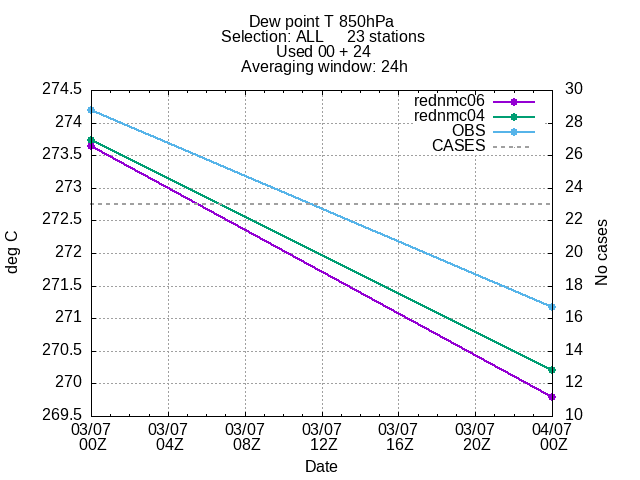 Dew point T 850hPa
Selection: ALL 23 stations
Used 00 + 24
Averaging window: 24h
rednmc06
rednmc04
OBS
CASES
274.5
274
273.5
273
272.5
272
271.5
271
270.5
270
269.5
30
28
26
24
22
20
18
16
14
12
10
deg C
No cases
03/07 03/07 03/07 03/07 03/07 03/07 04/07
00Z 04Z 08Z 12Z 16Z 20Z 00Z
Date